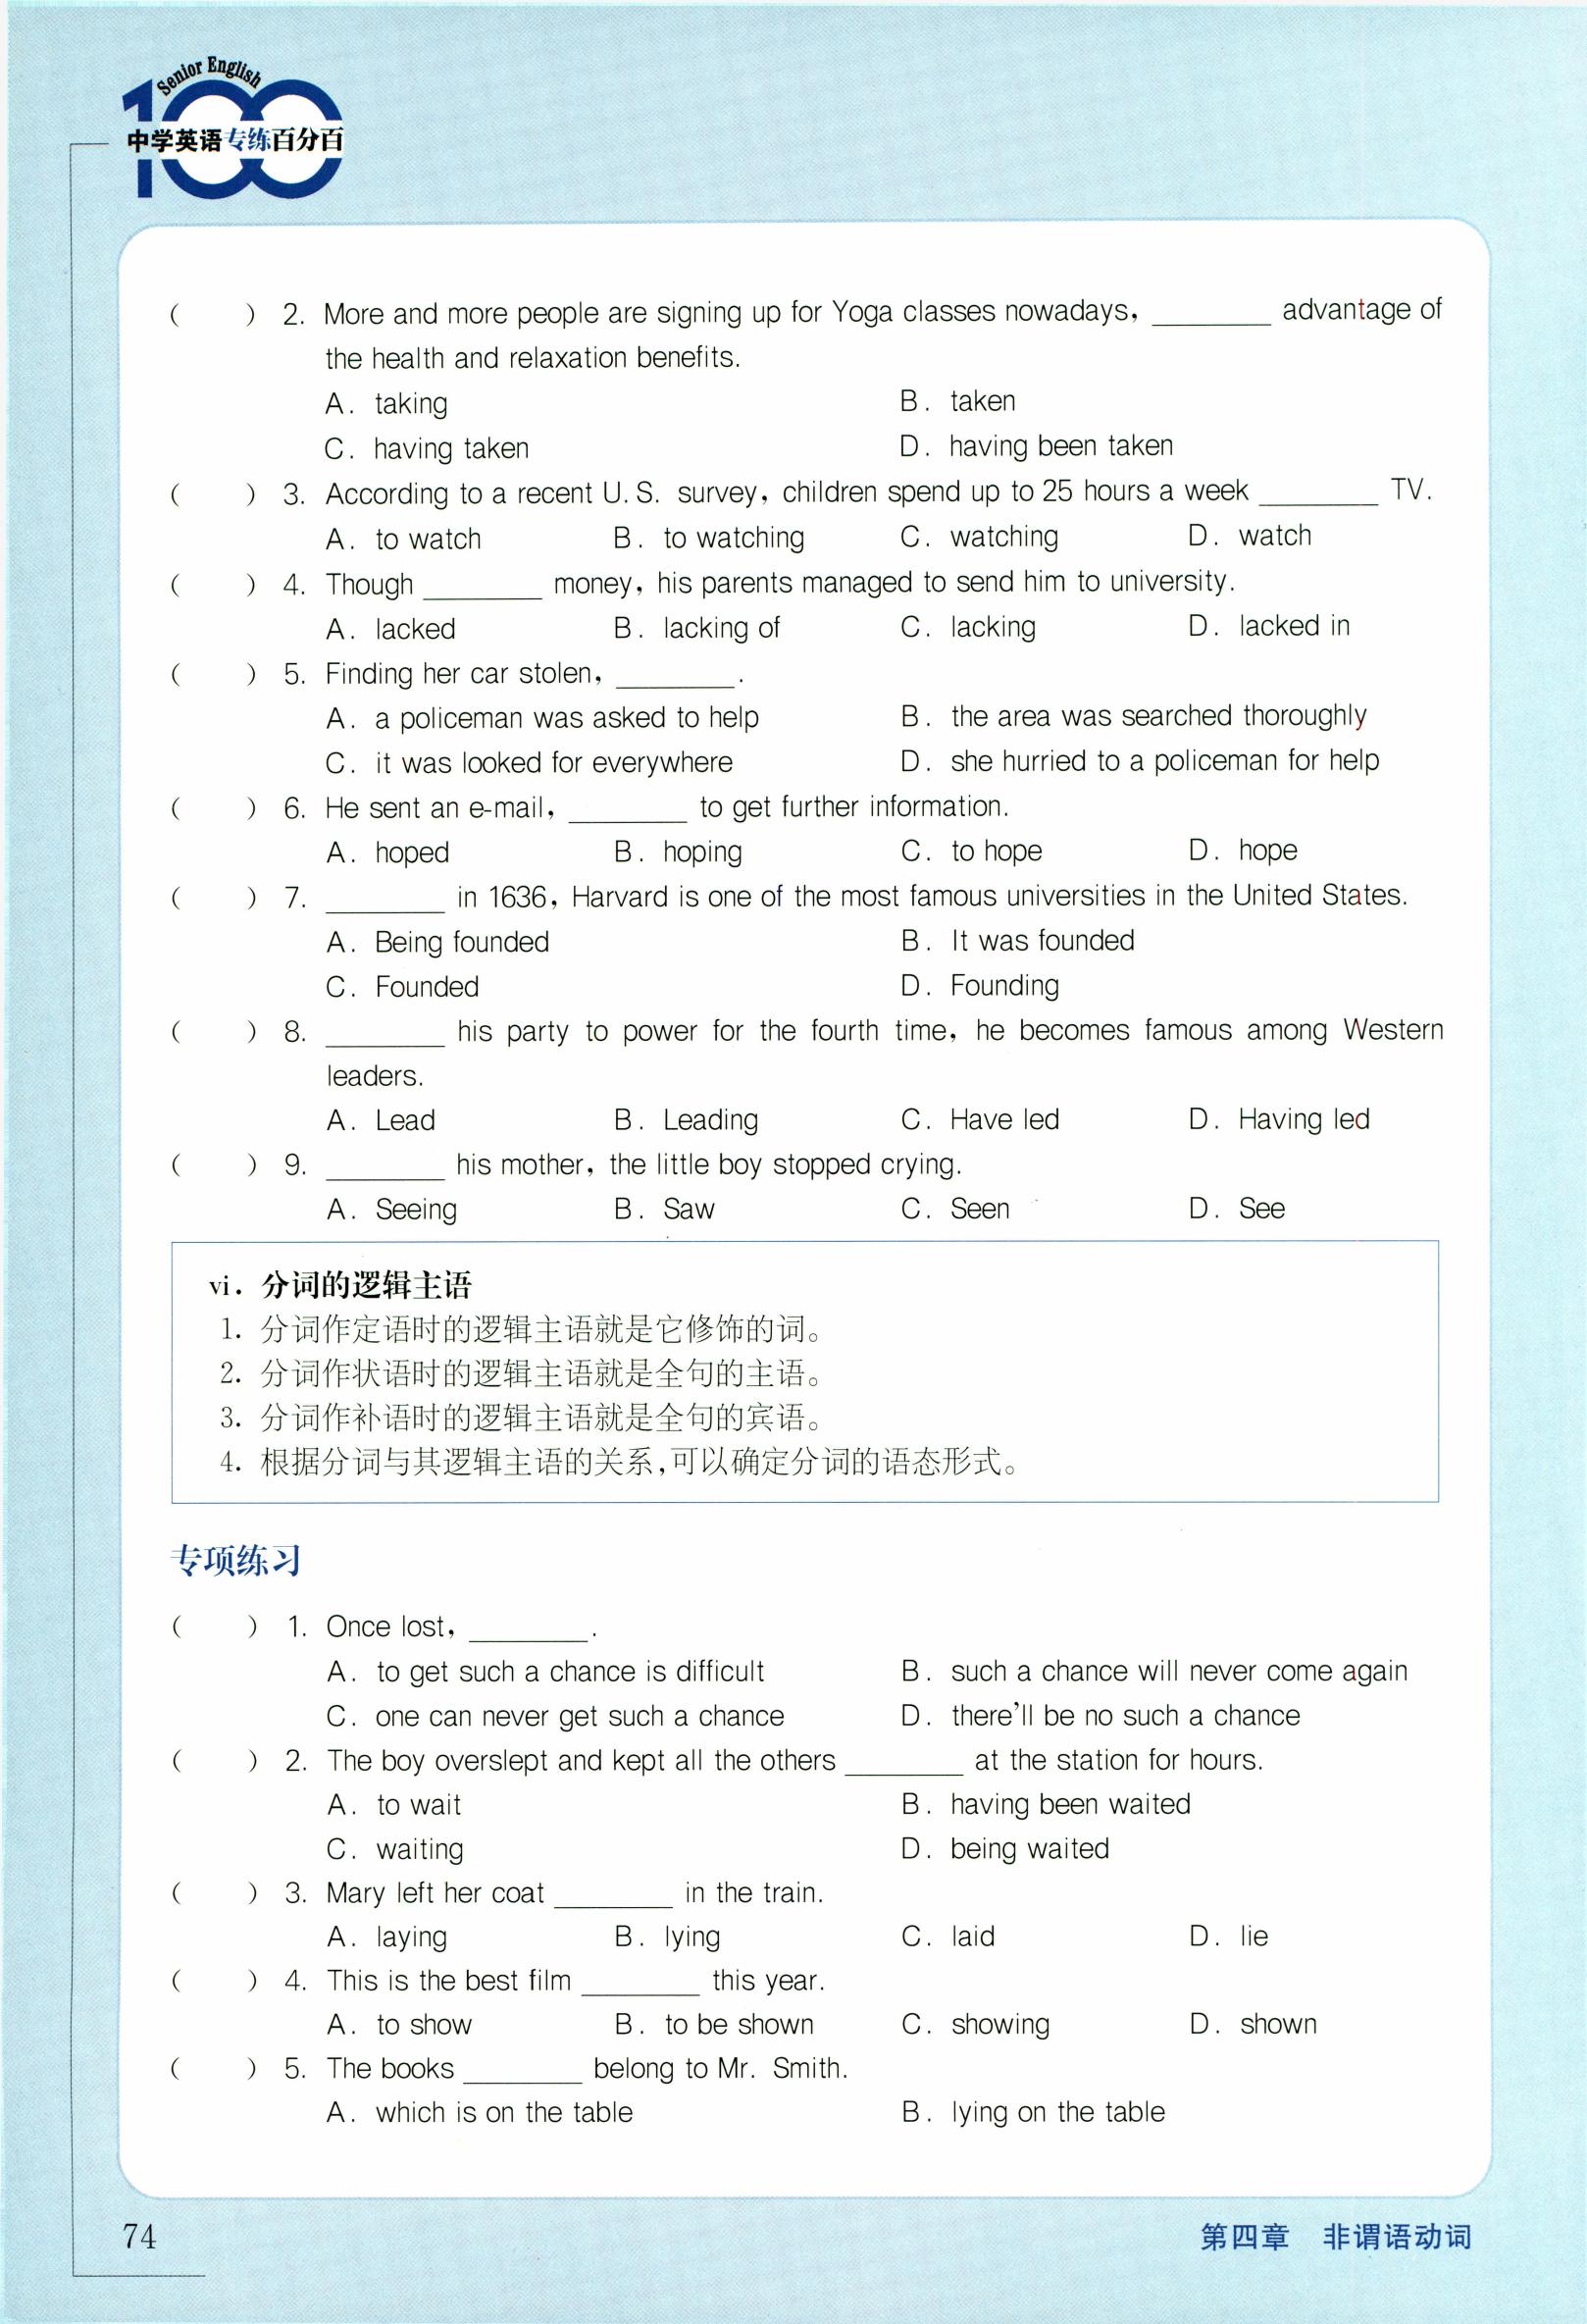 Senior English
100
中学英语专练百分百
(    ) 2. More and more people are signing up for Yoga classes nowadays, ________ advantage of
the health and relaxation benefits.
A. taking B. taken
C. having taken D. having been taken
(    ) 3. According to a recent U.S. survey, children spend up to 25 hours a week ________ TV.
A. to watch B. to watching C. watching D. watch
(    ) 4. Though ________ money, his parents managed to send him to university.
A. lacked B. lacking of C. lacking D. lacked in
(    ) 5. Finding her car stolen, ________.
A. a policeman was asked to help B. the area was searched thoroughly
C. it was looked for everywhere D. she hurried to a policeman for help
(    ) 6. He sent an e-mail, ________ to get further information.
A. hoped B. hoping C. to hope D. hope
(    ) 7. ________ in 1636, Harvard is one of the most famous universities in the United States.
A. Being founded B. It was founded
C. Founded D. Founding
(    ) 8. ________ his party to power for the fourth time, he becomes famous among Western
leaders.
A. Lead B. Leading C. Have led D. Having led
(    ) 9. ________ his mother, the little boy stopped crying.
A. Seeing B. Saw C. Seen D. See
vi. 分词的逻辑主语
1. 分词作定语时的逻辑主语就是它修饰的词。
2. 分词作状语时的逻辑主语就是全句的主语。
3. 分词作补语时的逻辑主语就是全句的宾语。
4. 根据分词与其逻辑主语的关系,可以确定分词的语态形式。
专项练习
(    ) 1. Once lost, ________.
A. to get such a chance is difficult B. such a chance will never come again
C. one can never get such a chance D. there'll be no such a chance
(    ) 2. The boy overslept and kept all the others ________ at the station for hours.
A. to wait B. having been waited
C. waiting D. being waited
(    ) 3. Mary left her coat ________ in the train.
A. laying B. lying C. laid D. lie
(    ) 4. This is the best film ________ this year.
A. to show B. to be shown C. showing D. shown
(    ) 5. The books ________ belong to Mr. Smith.
A. which is on the table B. lying on the table
74
第四章 非谓语动词